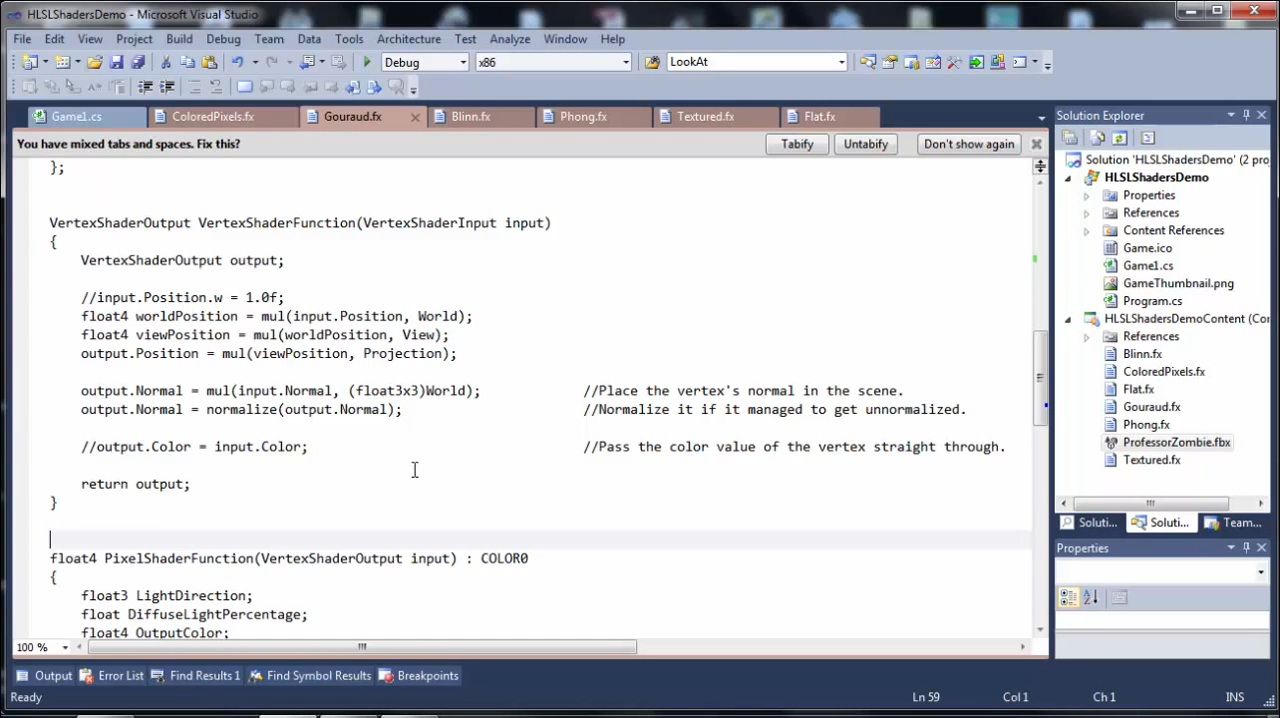 HLSLShadersDemo - Microsoft Visual Studio
File Edit View Project Build Debug Team Data Tools Architecture Test Analyze Window Help
Debug x86 LookAt
Game1.cs ColoredPixels.fx Gouraud.fx Blinn.fx Phong.fx Textured.fx Flat.fx
You have mixed tabs and spaces. Fix this? Tabify Untabify Don't show again
};
VertexShaderOutput VertexShaderFunction(VertexShaderInput input)
{
VertexShaderOutput output;
//input.Position.w = 1.0f;
float4 worldPosition = mul(input.Position, World);
float4 viewPosition = mul(worldPosition, View);
output.Position = mul(viewPosition, Projection);
output.Normal = mul(input.Normal, (float3x3)World); //Place the vertex's normal in the scene.
output.Normal = normalize(output.Normal); //Normalize it if it managed to get unnormalized.
//output.Color = input.Color; //Pass the color value of the vertex straight through.
return output;
}
float4 PixelShaderFunction(VertexShaderOutput input) : COLOR0
{
float3 LightDirection;
float DiffuseLightPercentage;
float4 OutputColor;
100 %
Solution Explorer
Solution 'HLSLShadersDemo' (2 proj
HLSLShadersDemo
Properties
References
Content References
Game.ico
Game1.cs
GameThumbnail.png
Program.cs
HLSLShadersDemoContent (Con
References
Blinn.fx
ColoredPixels.fx
Flat.fx
Gouraud.fx
Phong.fx
ProfessorZombie.fbx
Textured.fx
Soluti... Soluti... Team...
Properties
Output Error List Find Results 1 Find Symbol Results Breakpoints
Ready Ln 59 Col 1 Ch 1 INS